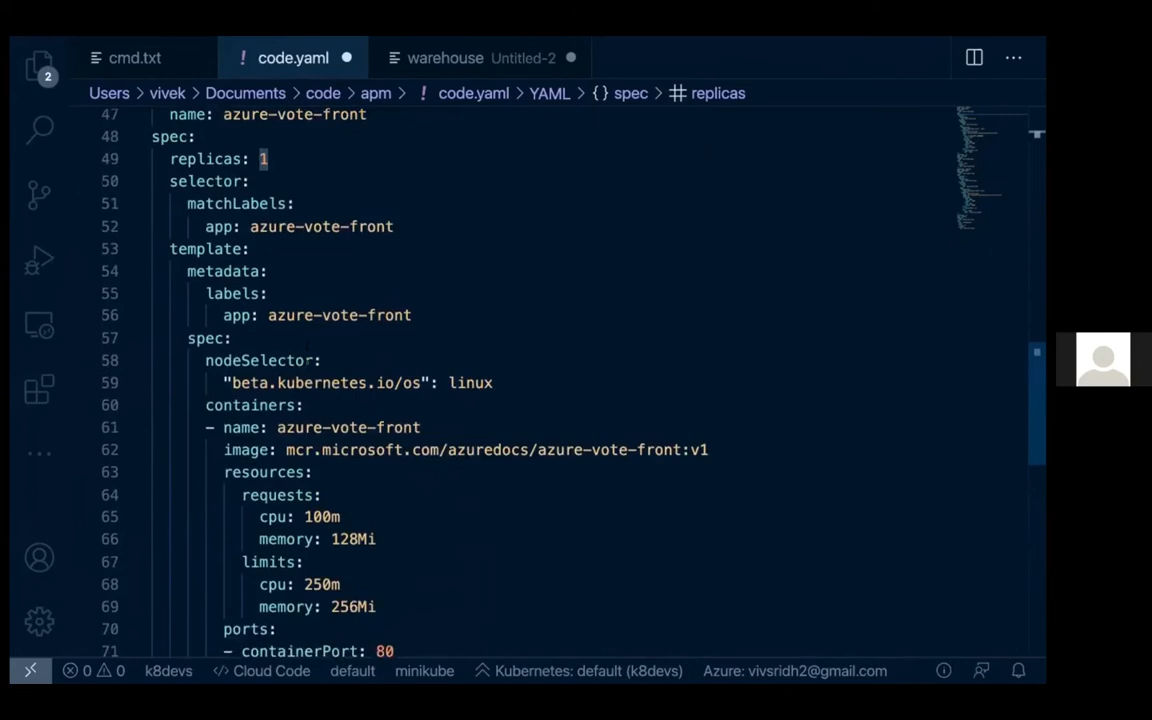 cmd.txt
! code.yaml
warehouse Untitled-2
2
Users > vivek > Documents > code > apm > ! code.yaml > YAML > {} spec > replicas
47 name: azure-vote-front
48 spec:
49 replicas: 1
50 selector:
51 matchLabels:
52 app: azure-vote-front
53 template:
54 metadata:
55 labels:
56 app: azure-vote-front
57 spec:
58 nodeSelector:
59 "beta.kubernetes.io/os": linux
60 containers:
61 - name: azure-vote-front
62 image: mcr.microsoft.com/azuredocs/azure-vote-front:v1
63 resources:
64 requests:
65 cpu: 100m
66 memory: 128Mi
67 limits:
68 cpu: 250m
69 memory: 256Mi
70 ports:
71 - containerPort: 80
0 0 k8devs </> Cloud Code default minikube Kubernetes: default (k8devs) Azure: vivsridh2@gmail.com